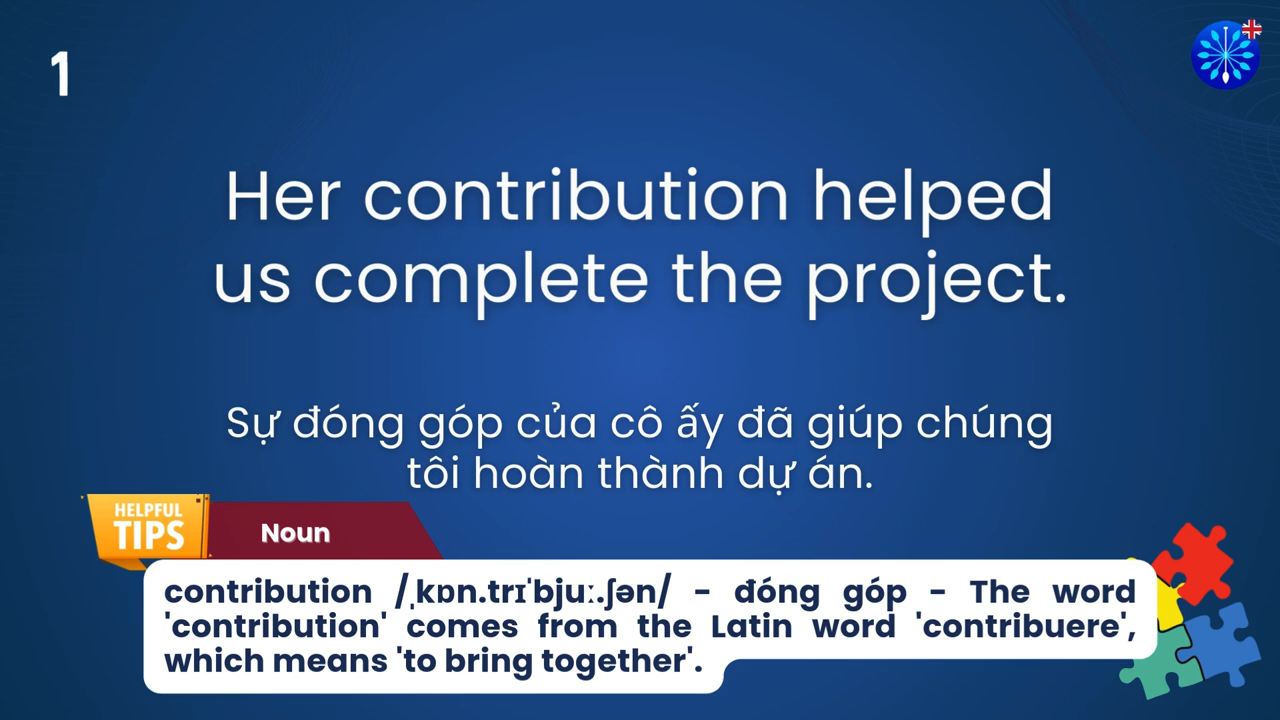 1
Her contribution helped
us complete the project.
Sự đóng góp của cô ấy đã giúp chúng
tôi hoàn thành dự án.
HELPFUL
TIPS
Noun
contribution /ˌkɒn.trɪˈbjuː.ʃən/ - đóng góp - The word
'contribution' comes from the Latin word 'contribuere',
which means 'to bring together'.